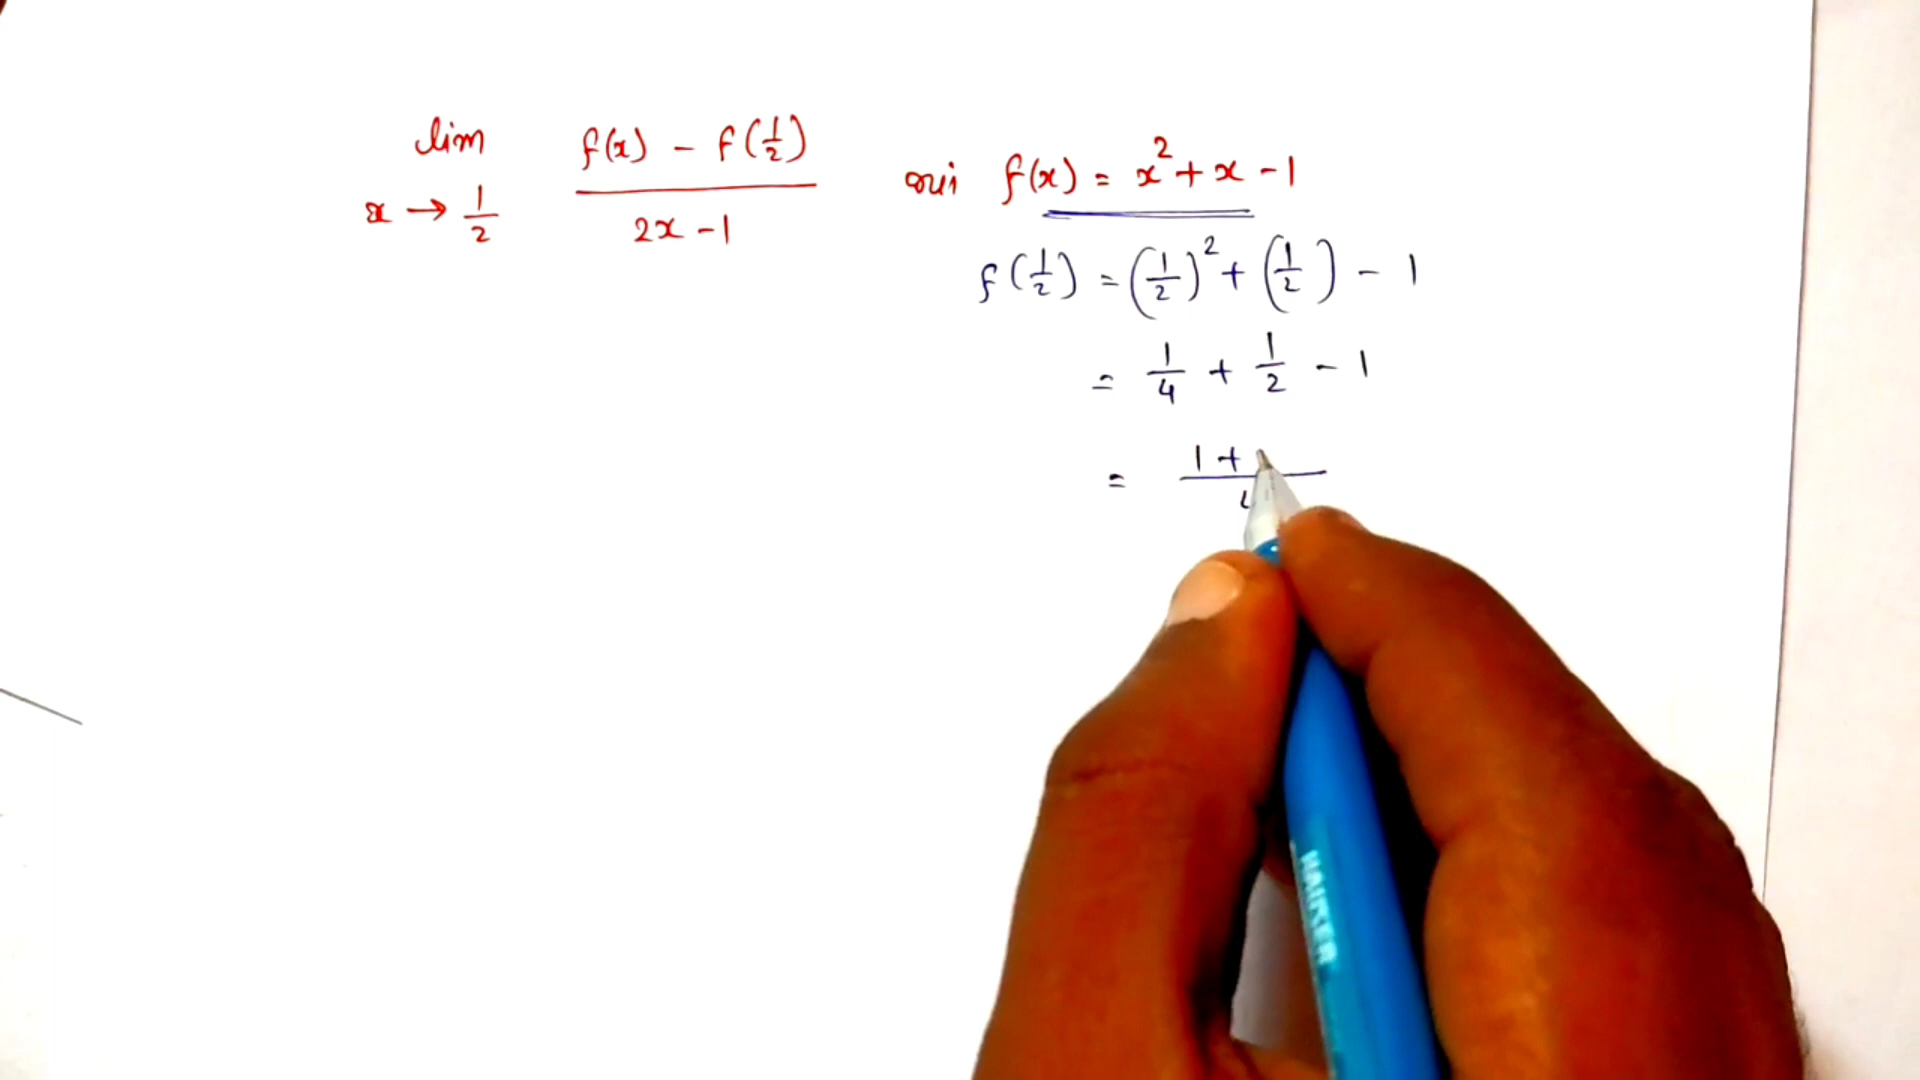 lim x → 1/2 (f(x) - f(1/2)) / (2x - 1) f(x) = x² + x - 1
f(1/2) = (1/2)² + (1/2) - 1
= 1/4 + 1/2 - 1
= 1 +
HAUSER